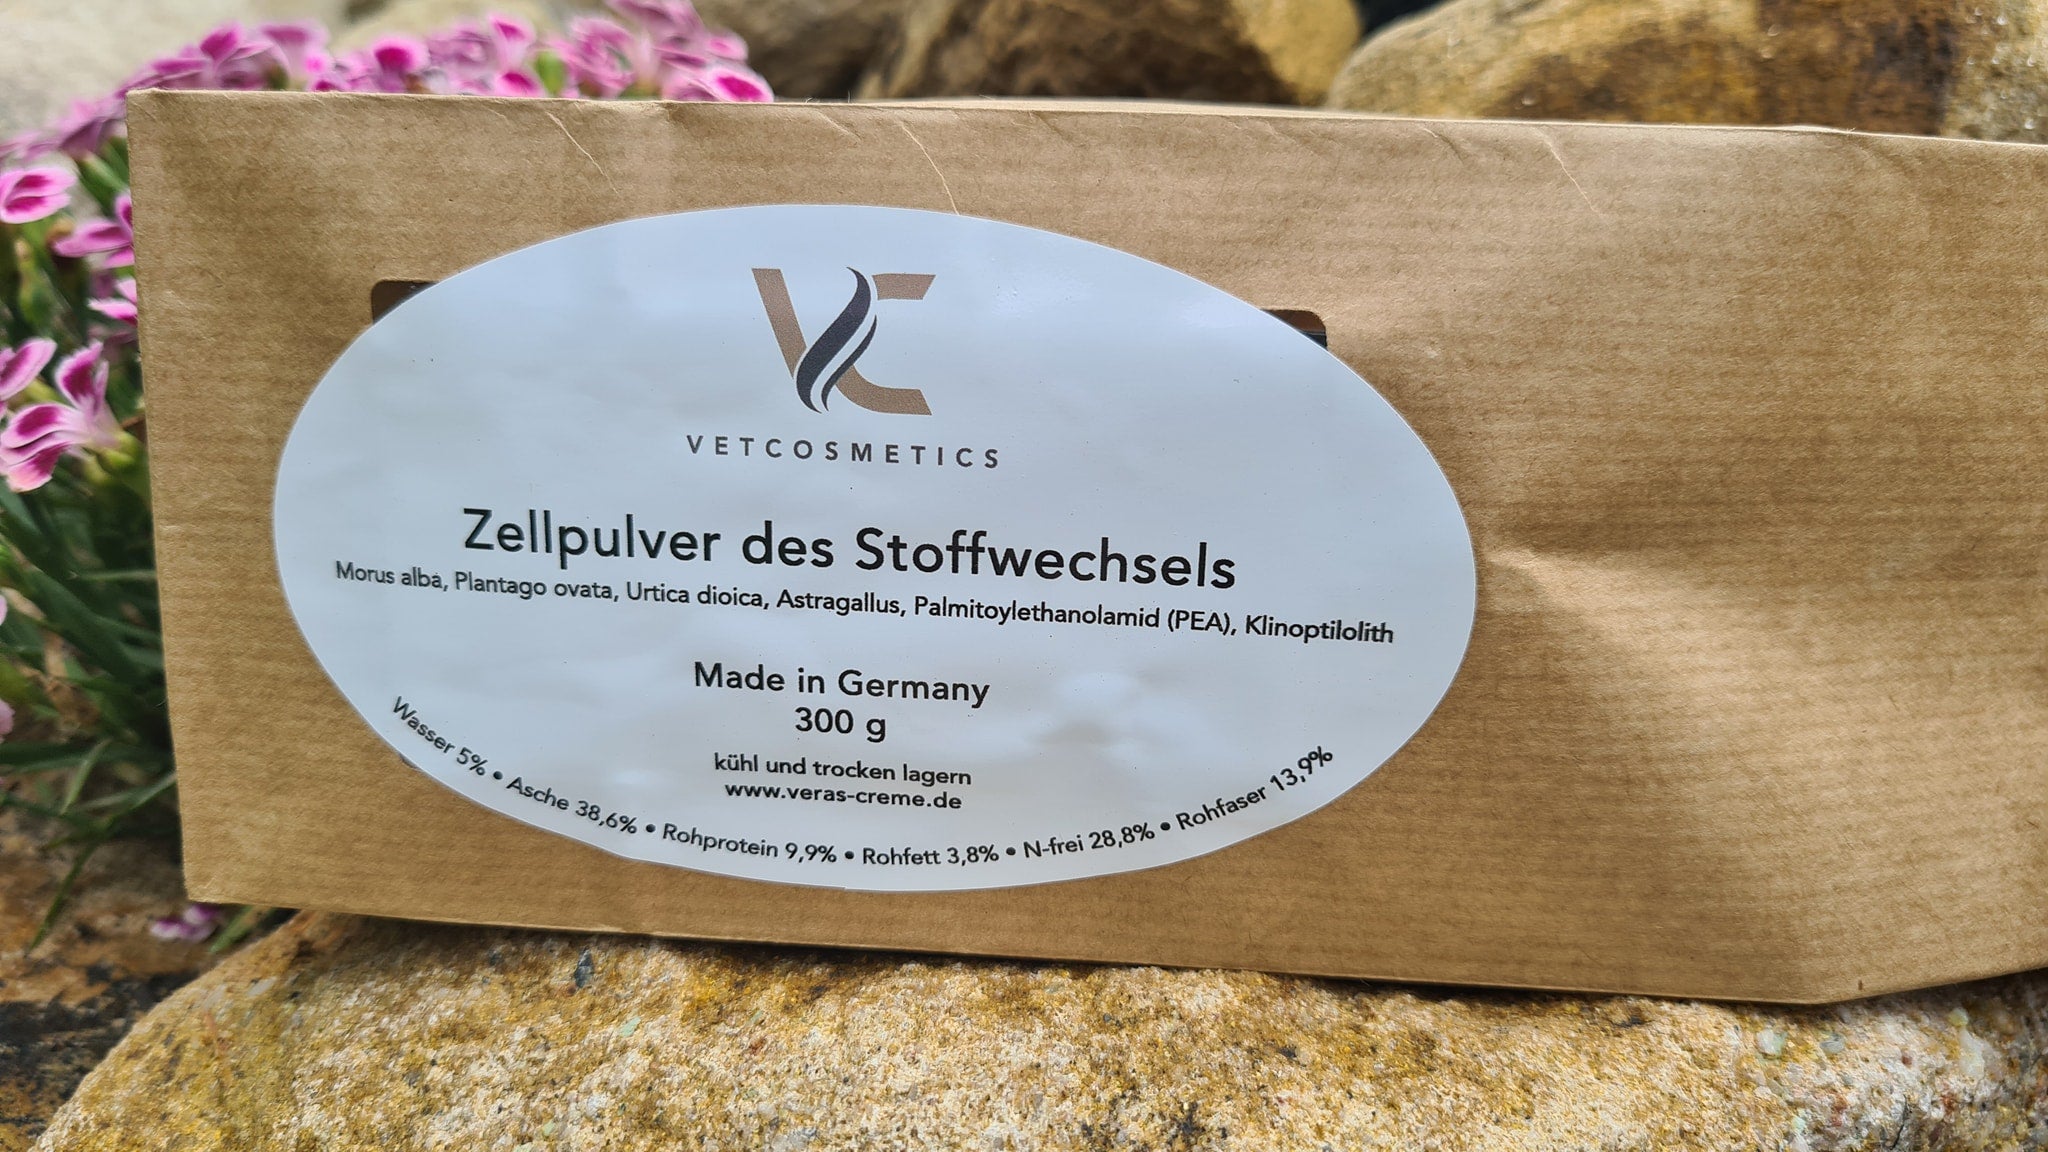 VC
VETCOSMETICS
Zellpulver des Stoffwechsels
Morus alba, Plantago ovata, Urtica dioica, Astragallus, Palmitoylethanolamid (PEA), Klinoptilolith
Made in Germany
300 g
kühl und trocken lagern
www.veras-creme.de
Wasser 5% • Asche 38,6% • Rohprotein 9,9% • Rohfett 3,8% • N-frei 28,8% • Rohfaser 13,9%